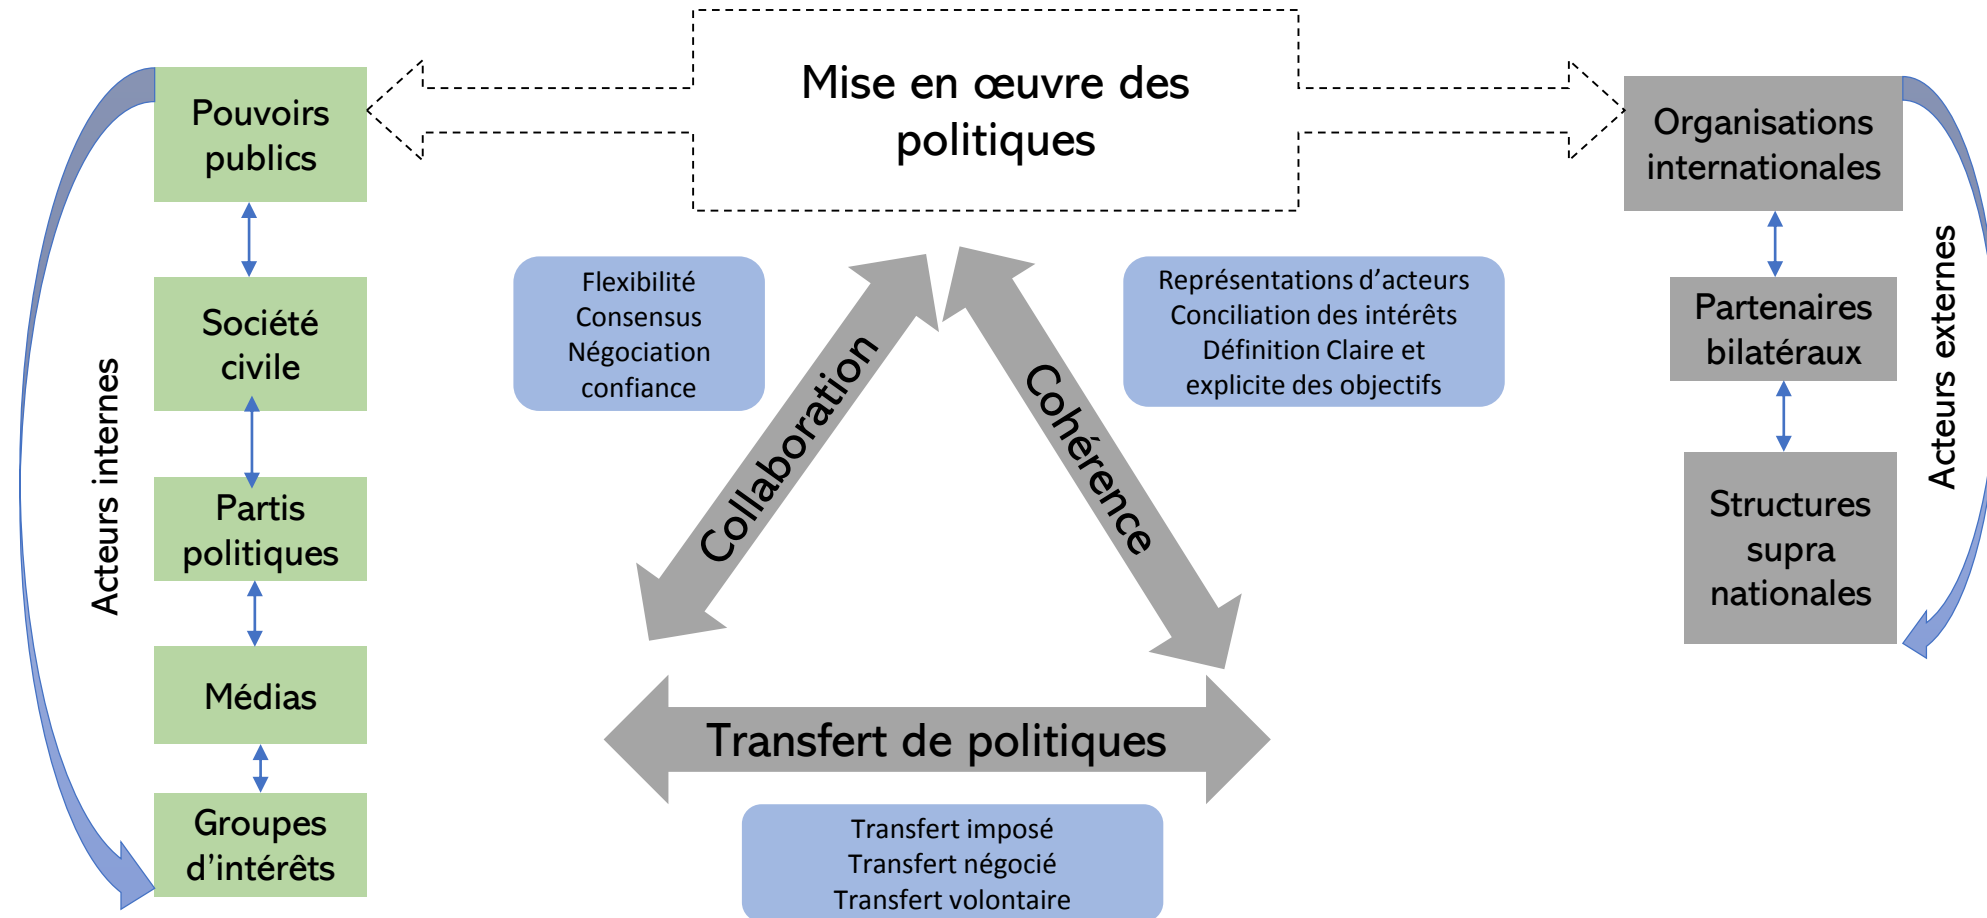 Mise en œuvre des
politiques
Pouvoirs
publics
Société
civile
Partis
politiques
Médias
Groupes
d'intérêts
Acteurs internes
Flexibilité
Consensus
Négociation
confiance
Collaboration
Représentations d'acteurs
Conciliation des intérêts
Définition Claire et
explicite des objectifs
Cohérence
Transfert de politiques
Transfert imposé
Transfert négocié
Transfert volontaire
Organisations
internationales
Partenaires
bilatéraux
Structures
supra
nationales
Acteurs externes